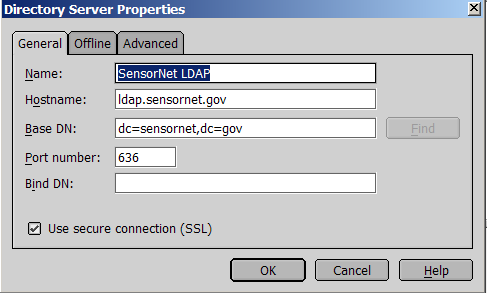 Directory Server Properties
General Offline Advanced
Name: SensorNet LDAP
Hostname: ldap.sensornet.gov
Base DN: dc=sensornet,dc=gov Find
Port number: 636
Bind DN:
Use secure connection (SSL)
OK Cancel Help